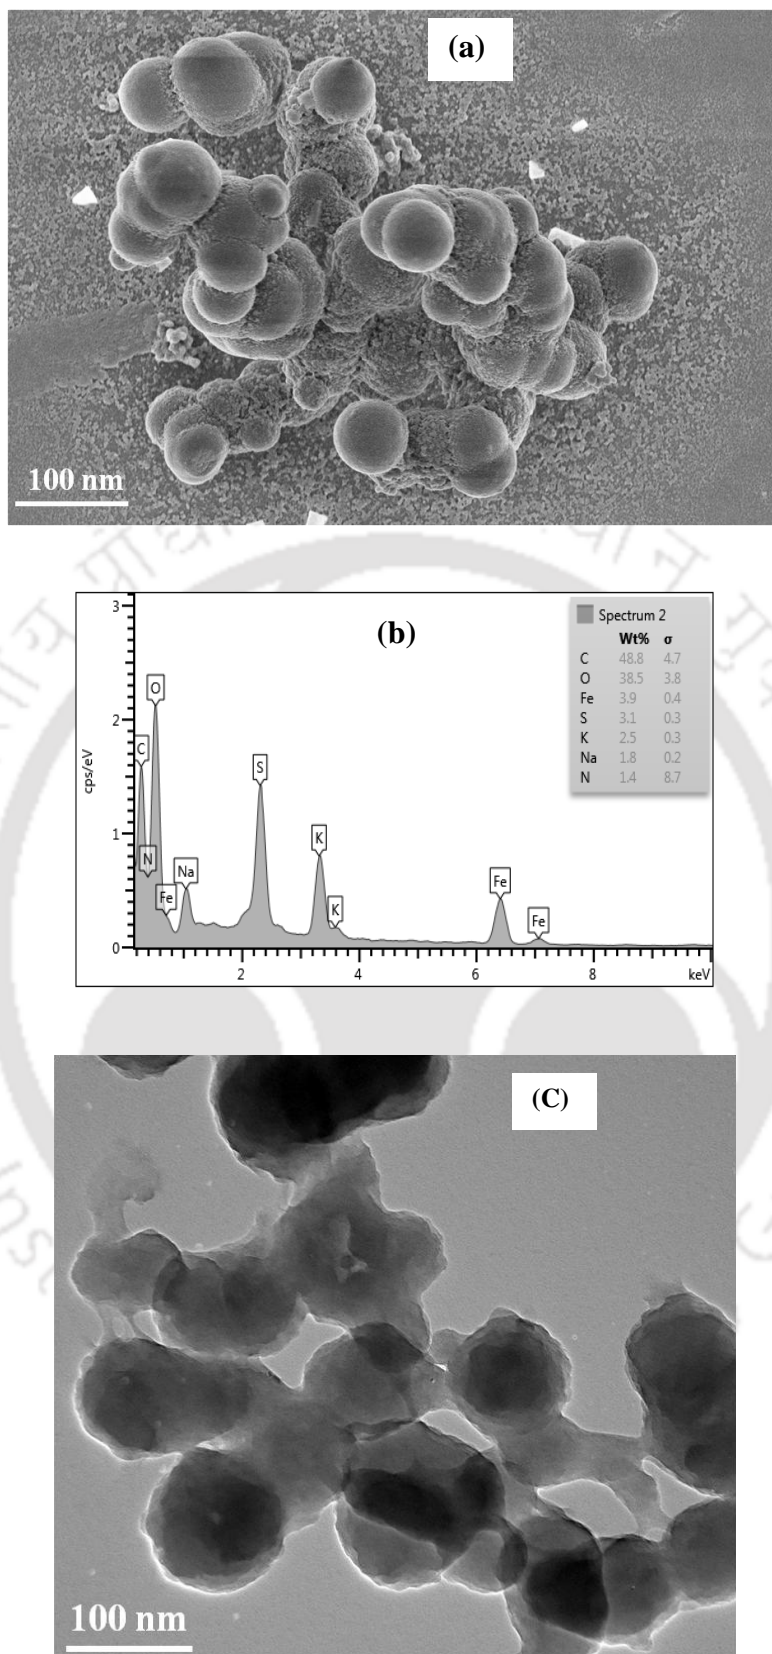 (a)
100 nm
(b)
Spectrum 2
Wt% σ
C 48.8 4.7
O 38.5 3.8
Fe 3.9 0.4
S 3.1 0.3
K 2.5 0.3
Na 1.8 0.2
N 1.4 8.7
3
2
1
0
cps/eV
C
O
N
Fe
Na
S
K
K
Fe
Fe
2 4 6 8 keV
(C)
100 nm